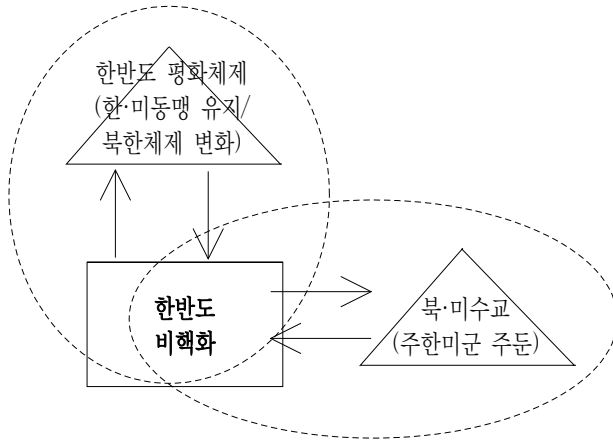 한반도 평화체제
(한·미동맹 유지/
북한체제 변화)
한반도
비핵화
북·미수교
(주한미군 주둔)